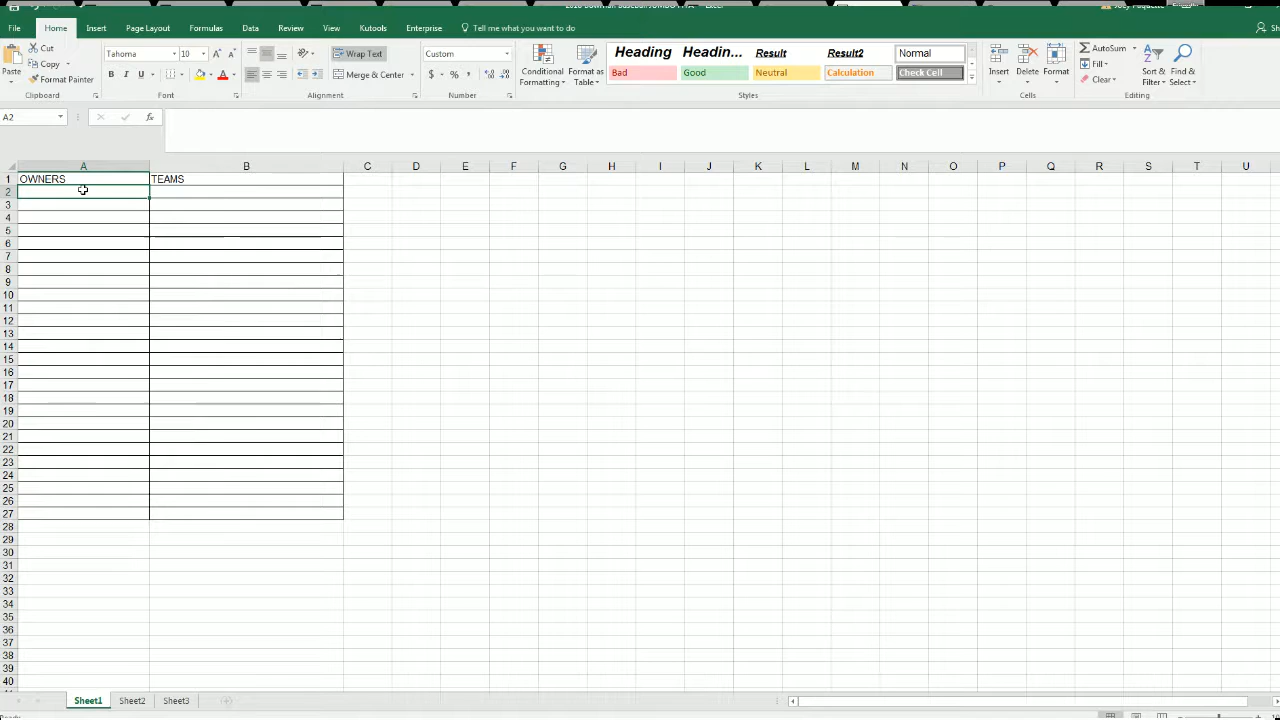 File Home Insert Page Layout Formulas Data Review View Kutools Enterprise Tell me what you want to do
Cut
Copy
Format Painter
Paste
Clipboard
Tahoma 10
Font
Wrap Text
Merge & Center
Alignment
Custom
Number
Conditional Formatting
Format as Table
Heading Headin... Result Result2 Normal
Bad Good Neutral Calculation Check Cell
Styles
Insert Delete Format
Cells
AutoSum
Fill
Clear
Sort & Filter
Find & Select
Editing
A2
A B C D E F G H I J K L M N O P Q R S T U
1 OWNERS TEAMS
2
3
4
5
6
7
8
9
10
11
12
13
14
15
16
17
18
19
20
21
22
23
24
25
26
27
28
29
30
31
32
33
34
35
36
37
38
39
40
Sheet1 Sheet2 Sheet3